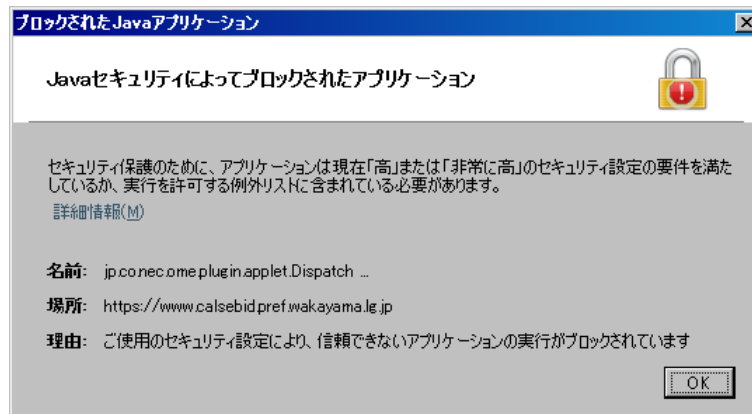 ブロックされたJavaアプリケーション
Javaセキュリティによってブロックされたアプリケーション
セキュリティ保護のために、アプリケーションは現在「高」または「非常に高」のセキュリティ設定の要件を満た
しているか、実行を許可する例外リストに含まれている必要があります。
詳細情報(M)
名前: jp.co.nec.ome.plugin.applet.Dispatch ...
場所: https://www.calsebid.pref.wakayama.lg.jp
理由: ご使用のセキュリティ設定により、信頼できないアプリケーションの実行がブロックされています
OK